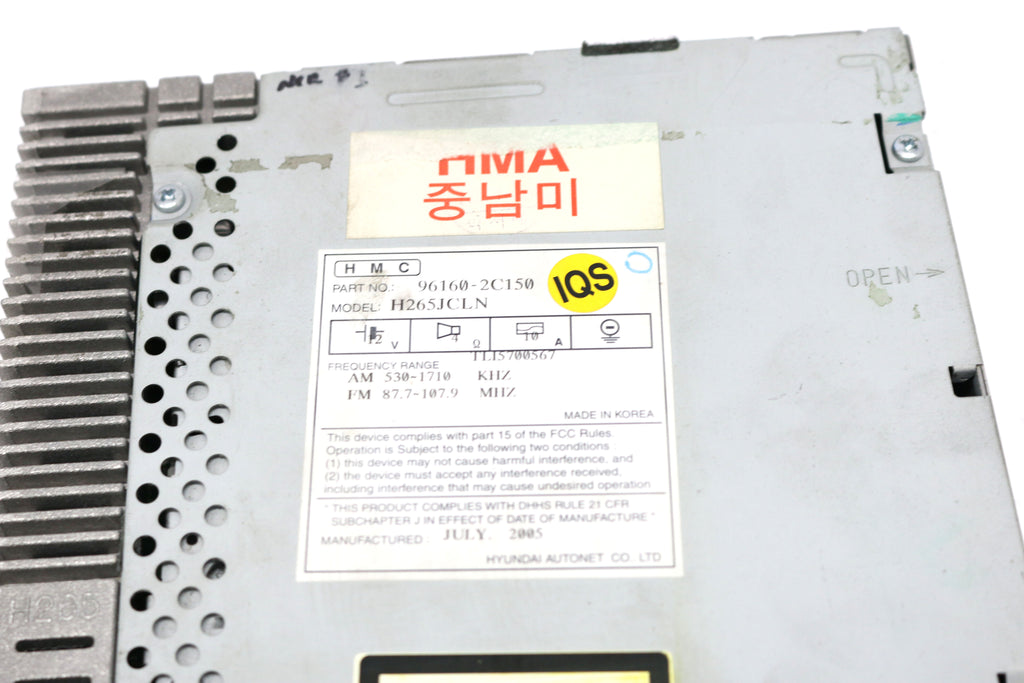 HMA
중남미
HMC
PART NO.: 96160-2C150
IQS
MODEL: H265JCLN
12 V 4 Ω 10 A
TLI5700567
FREQUENCY RANGE
AM 530-1710 KHZ
FM 87.7-107.9 MHZ
MADE IN KOREA
This device complies with part 15 of the FCC Rules.
Operation is Subject to the following two conditions
(1) this device may not cause harmful interference, and
(2) the device must accept any interference received,
including interference that may cause undesired operation
" THIS PRODUCT COMPLIES WITH DHHS RULE 21 CFR
SUBCHAPTER J IN EFFECT OF DATE OF MANUFACTURE "
MANUFACTURED : JULY. 2005
HYUNDAI AUTONET CO. LTD
OPEN→
H265